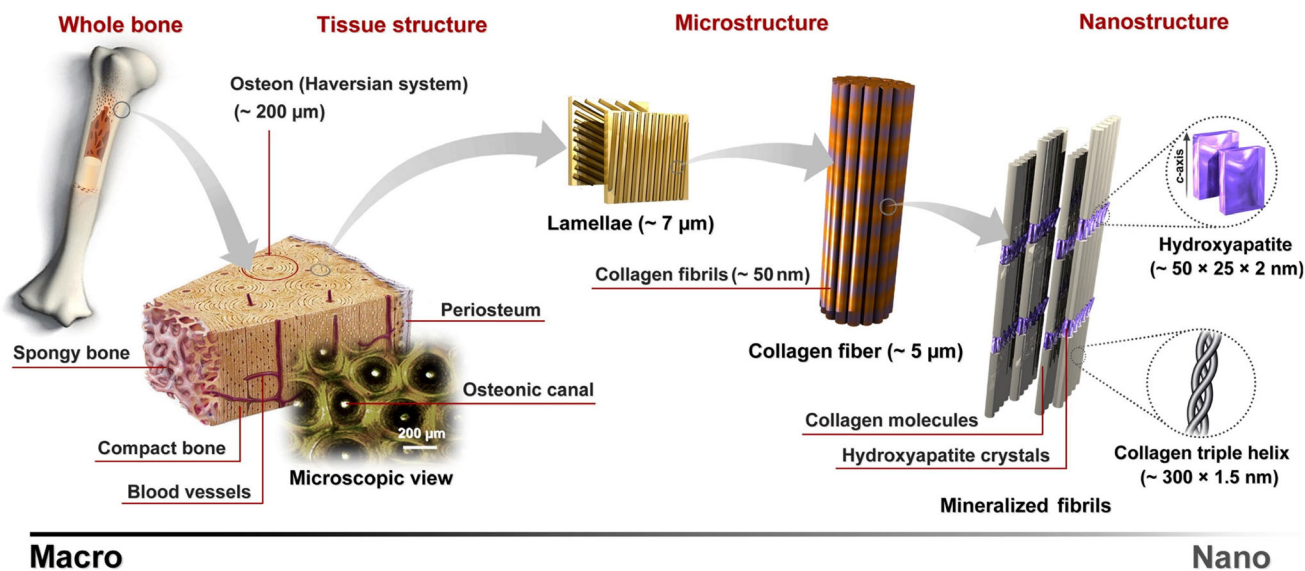 Whole bone
Tissue structure
Microstructure
Nanostructure
Osteon (Haversian system)
(~ 200 µm)
Lamellae (~ 7 µm)
Collagen fibrils (~ 50 nm)
Collagen fiber (~ 5 µm)
c-axis
Hydroxyapatite
(~ 50 × 25 × 2 nm)
Periosteum
Spongy bone
Osteonic canal
200 µm
Compact bone
Microscopic view
Blood vessels
Collagen molecules
Hydroxyapatite crystals
Collagen triple helix
(~ 300 × 1.5 nm)
Mineralized fibrils
Macro
Nano